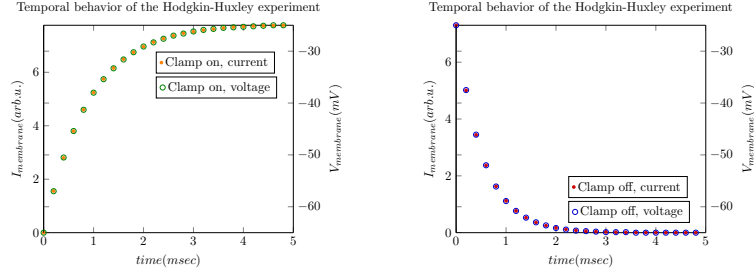 Temporal behavior of the Hodgkin-Huxley experiment
6
4
2
0
I_membrane(arb.u.)
−30
−40
−50
−60
V_membrane(mV)
Clamp on, current
Clamp on, voltage
0 1 2 3 4 5
time(msec)
Temporal behavior of the Hodgkin-Huxley experiment
6
4
2
0
I_membrane(arb.u.)
−30
−40
−50
−60
V_membrane(mV)
Clamp off, current
Clamp off, voltage
0 1 2 3 4 5
time(msec)